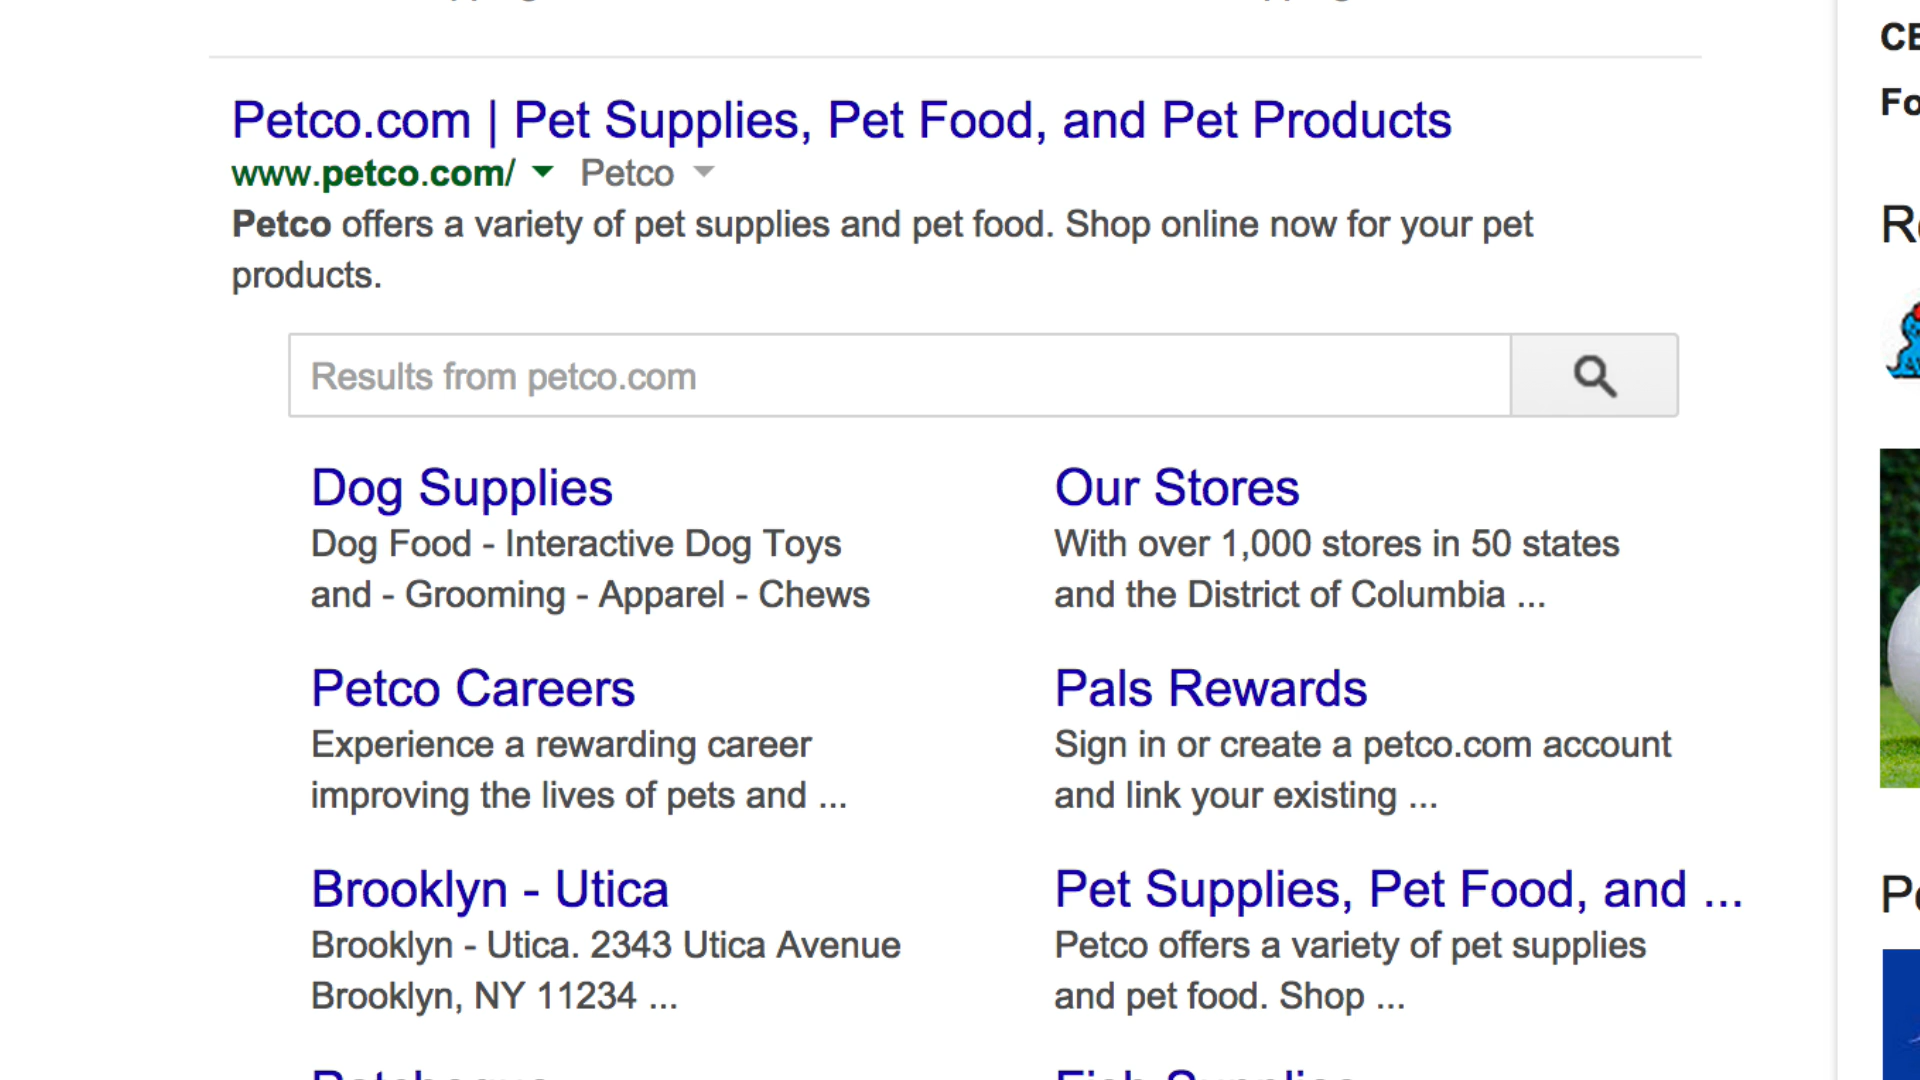 Petco.com | Pet Supplies, Pet Food, and Pet Products
www.petco.com/ Petco
Petco offers a variety of pet supplies and pet food. Shop online now for your pet
products.
Results from petco.com
Dog Supplies
Dog Food - Interactive Dog Toys
and - Grooming - Apparel - Chews
Our Stores
With over 1,000 stores in 50 states
and the District of Columbia ...
Petco Careers
Experience a rewarding career
improving the lives of pets and ...
Pals Rewards
Sign in or create a petco.com account
and link your existing ...
Brooklyn - Utica
Brooklyn - Utica. 2343 Utica Avenue
Brooklyn, NY 11234 ...
Pet Supplies, Pet Food, and ...
Petco offers a variety of pet supplies
and pet food. Shop ...